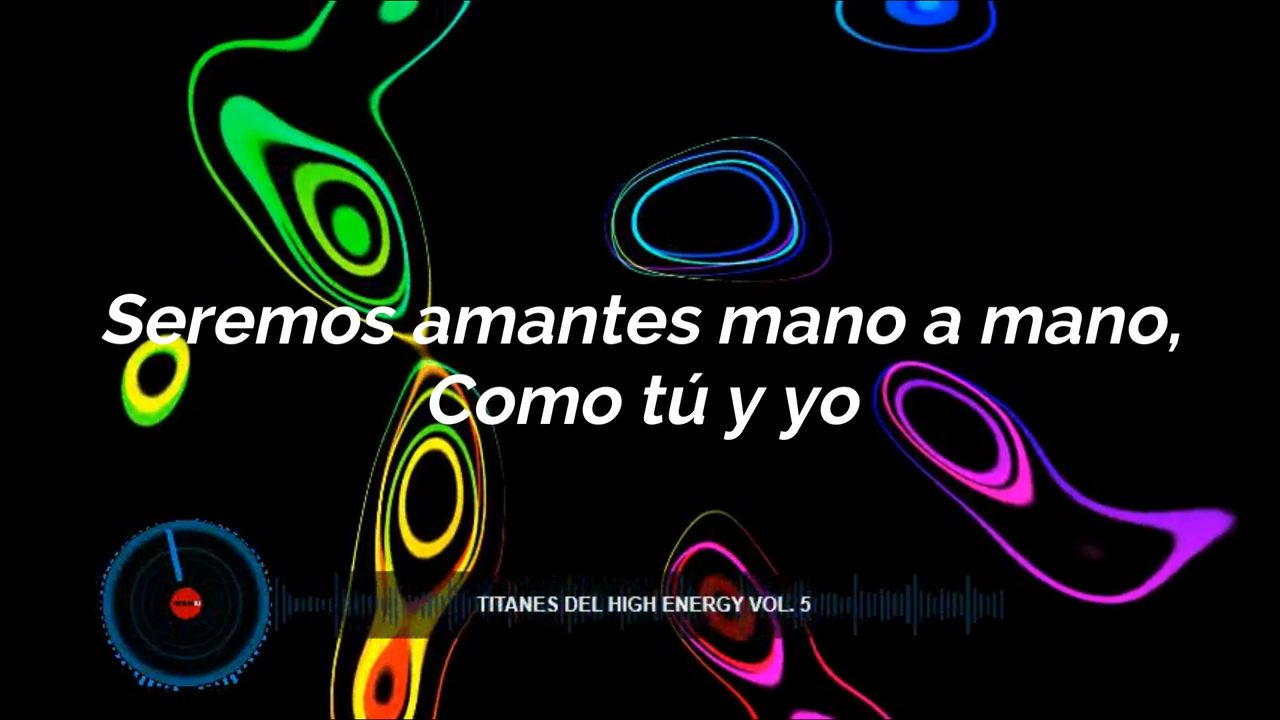 Seremos amantes mano a mano,
Como tú y yo
TITANES DEL HIGH ENERGY VOL. 5